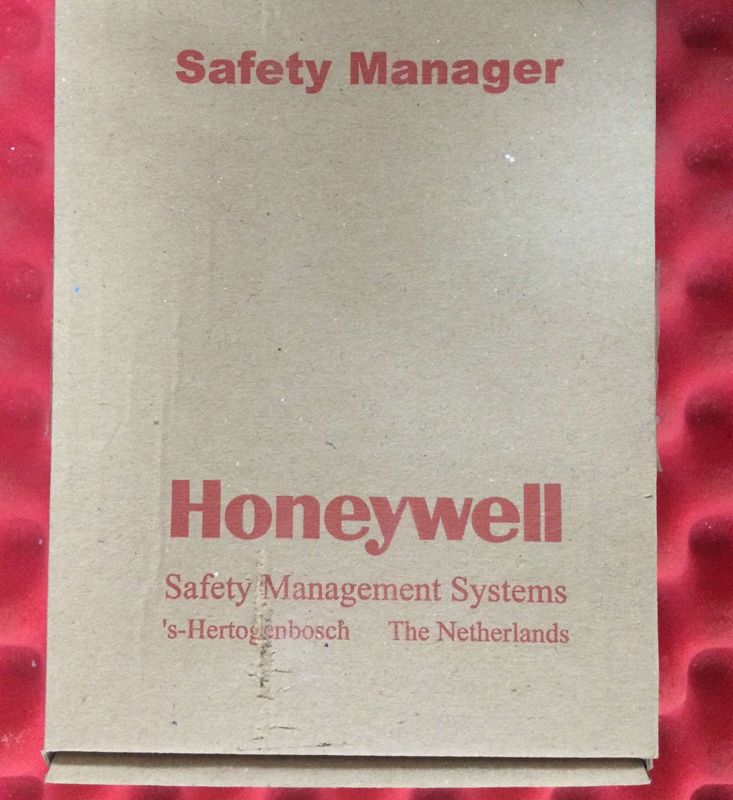 Safety Manager
Honeywell
Safety Management Systems
's-Hertogenbosch The Netherlands